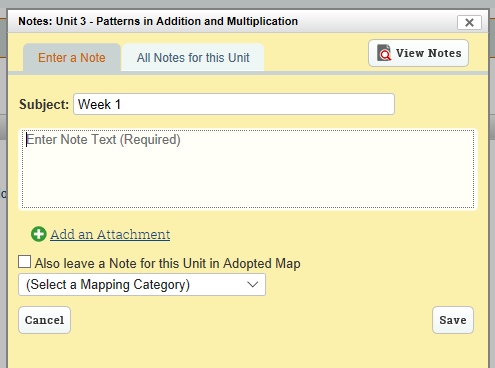 Notes: Unit 3 - Patterns in Addition and Multiplication
Enter a Note
All Notes for this Unit
View Notes
Subject: Week 1
Enter Note Text (Required)
Add an Attachment
Also leave a Note for this Unit in Adopted Map
(Select a Mapping Category)
Cancel
Save